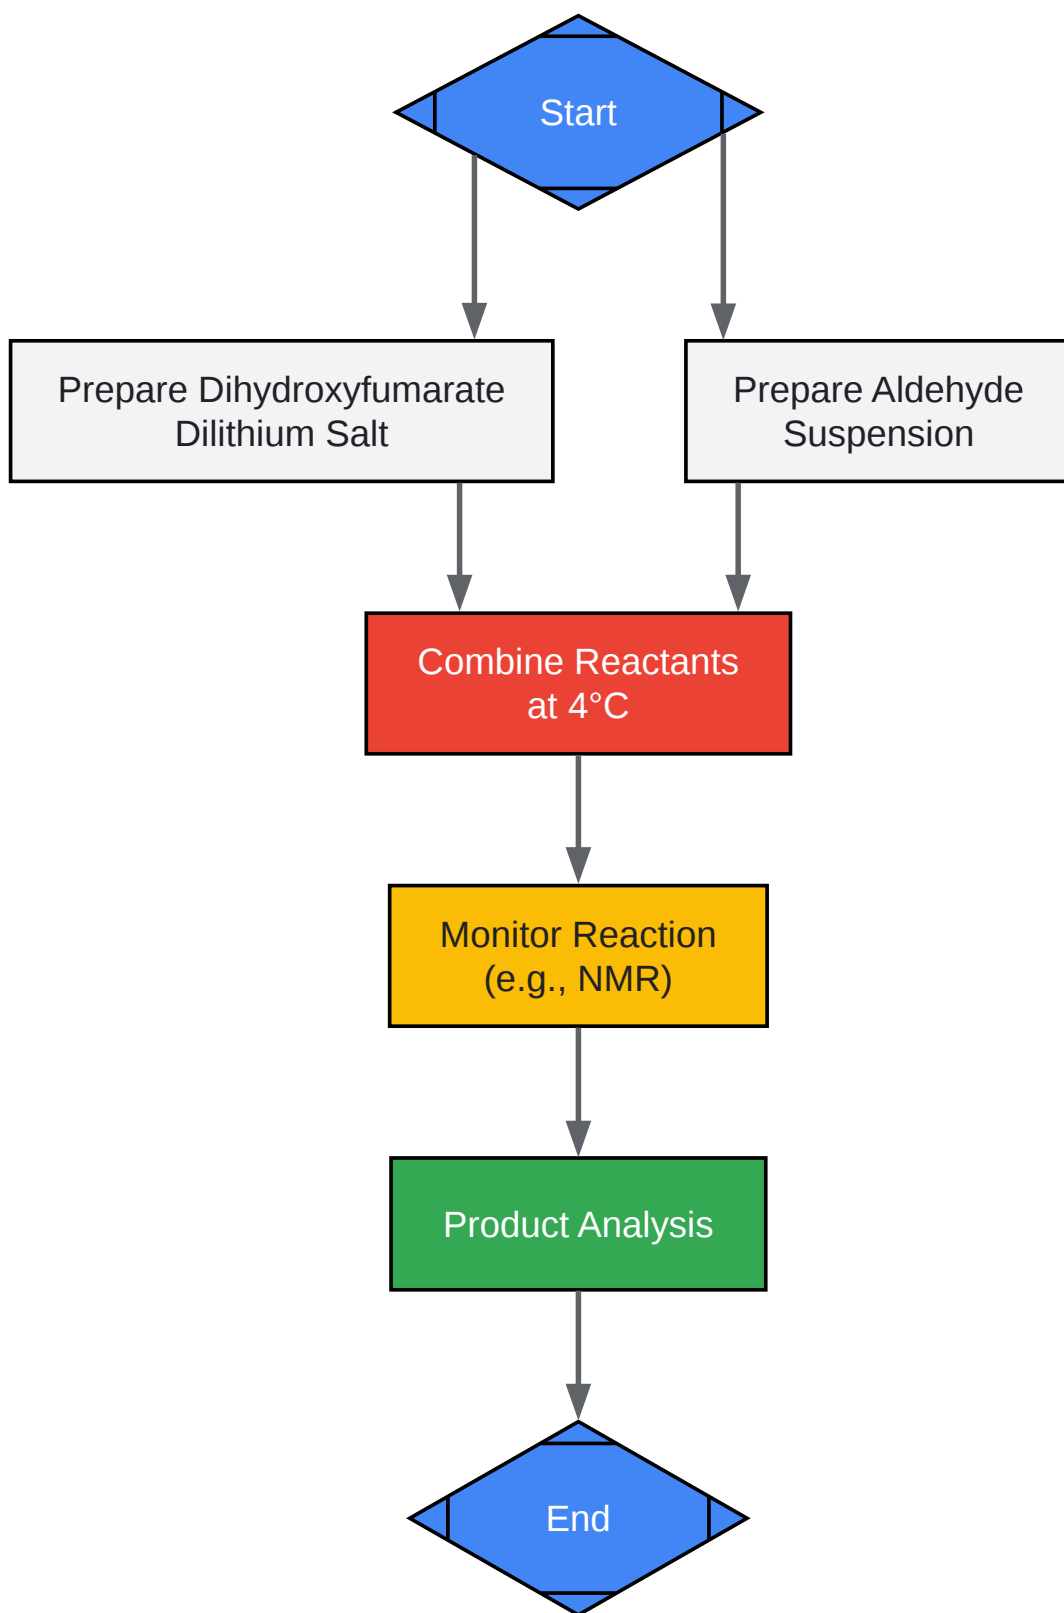 Start
Prepare Dihydroxyfumarate
Dilithium Salt
Prepare Aldehyde
Suspension
Combine Reactants
at 4°C
Monitor Reaction
(e.g., NMR)
Product Analysis
End